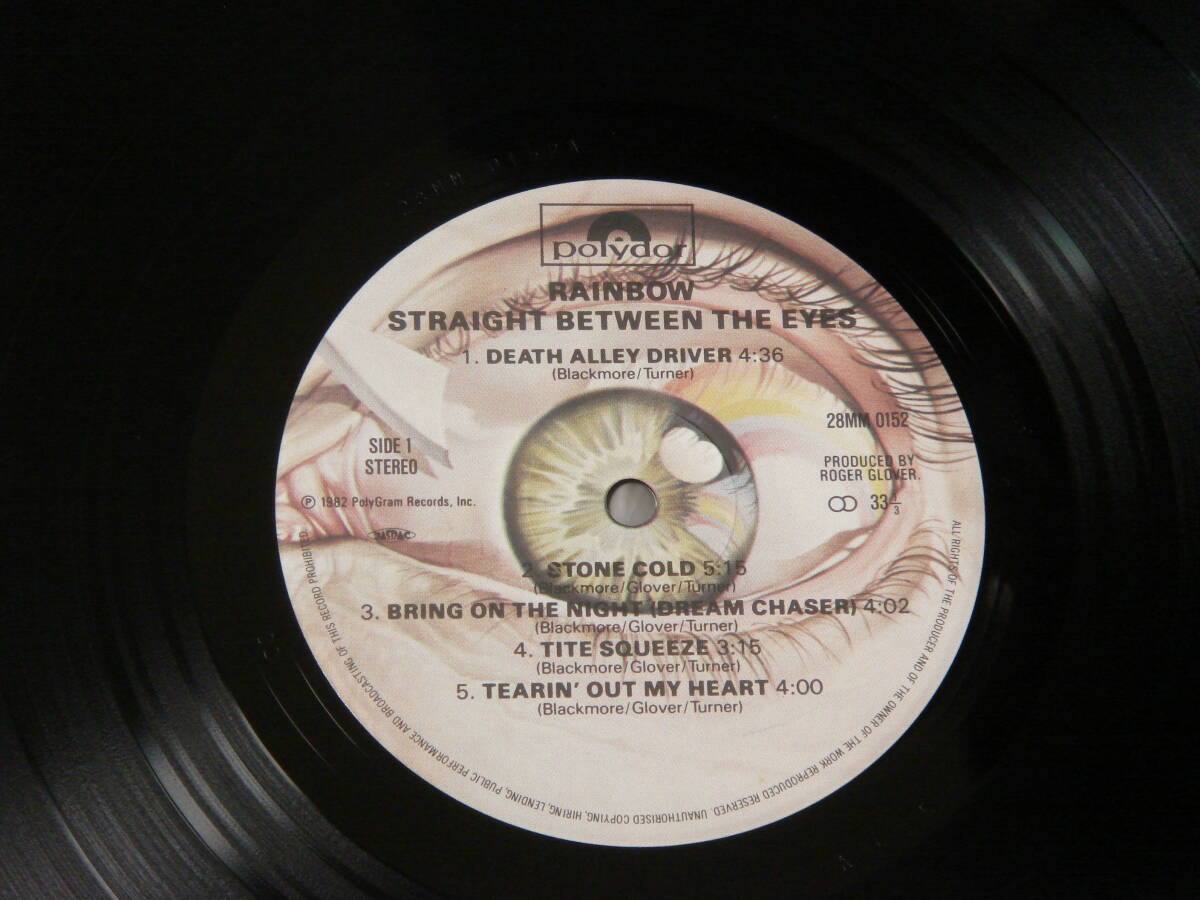 polydor
RAINBOW
STRAIGHT BETWEEN THE EYES
1. DEATH ALLEY DRIVER 4:36
(Blackmore/Turner)
SIDE 1
STEREO
28MM 0152
PRODUCED BY
ROGER GLOVER.
33 1/3
Ⓟ 1982 PolyGram Records, Inc.
JASRAC
2. STONE COLD 5:15
(Blackmore/Glover/Turner)
3. BRING ON THE NIGHT (DREAM CHASER) 4:02
(Blackmore/Glover/Turner)
4. TITE SQUEEZE 3:15
(Blackmore/Glover/Turner)
5. TEARIN' OUT MY HEART 4:00
(Blackmore/Glover/Turner)
ALL RIGHTS OF THE PRODUCER AND OF THE OWNER OF THE WORK REPRODUCED RESERVED. UNAUTHORISED COPYING, HIRING, LENDING, PUBLIC PERFORMANCE AND BROADCASTING OF THIS RECORD PROHIBITED